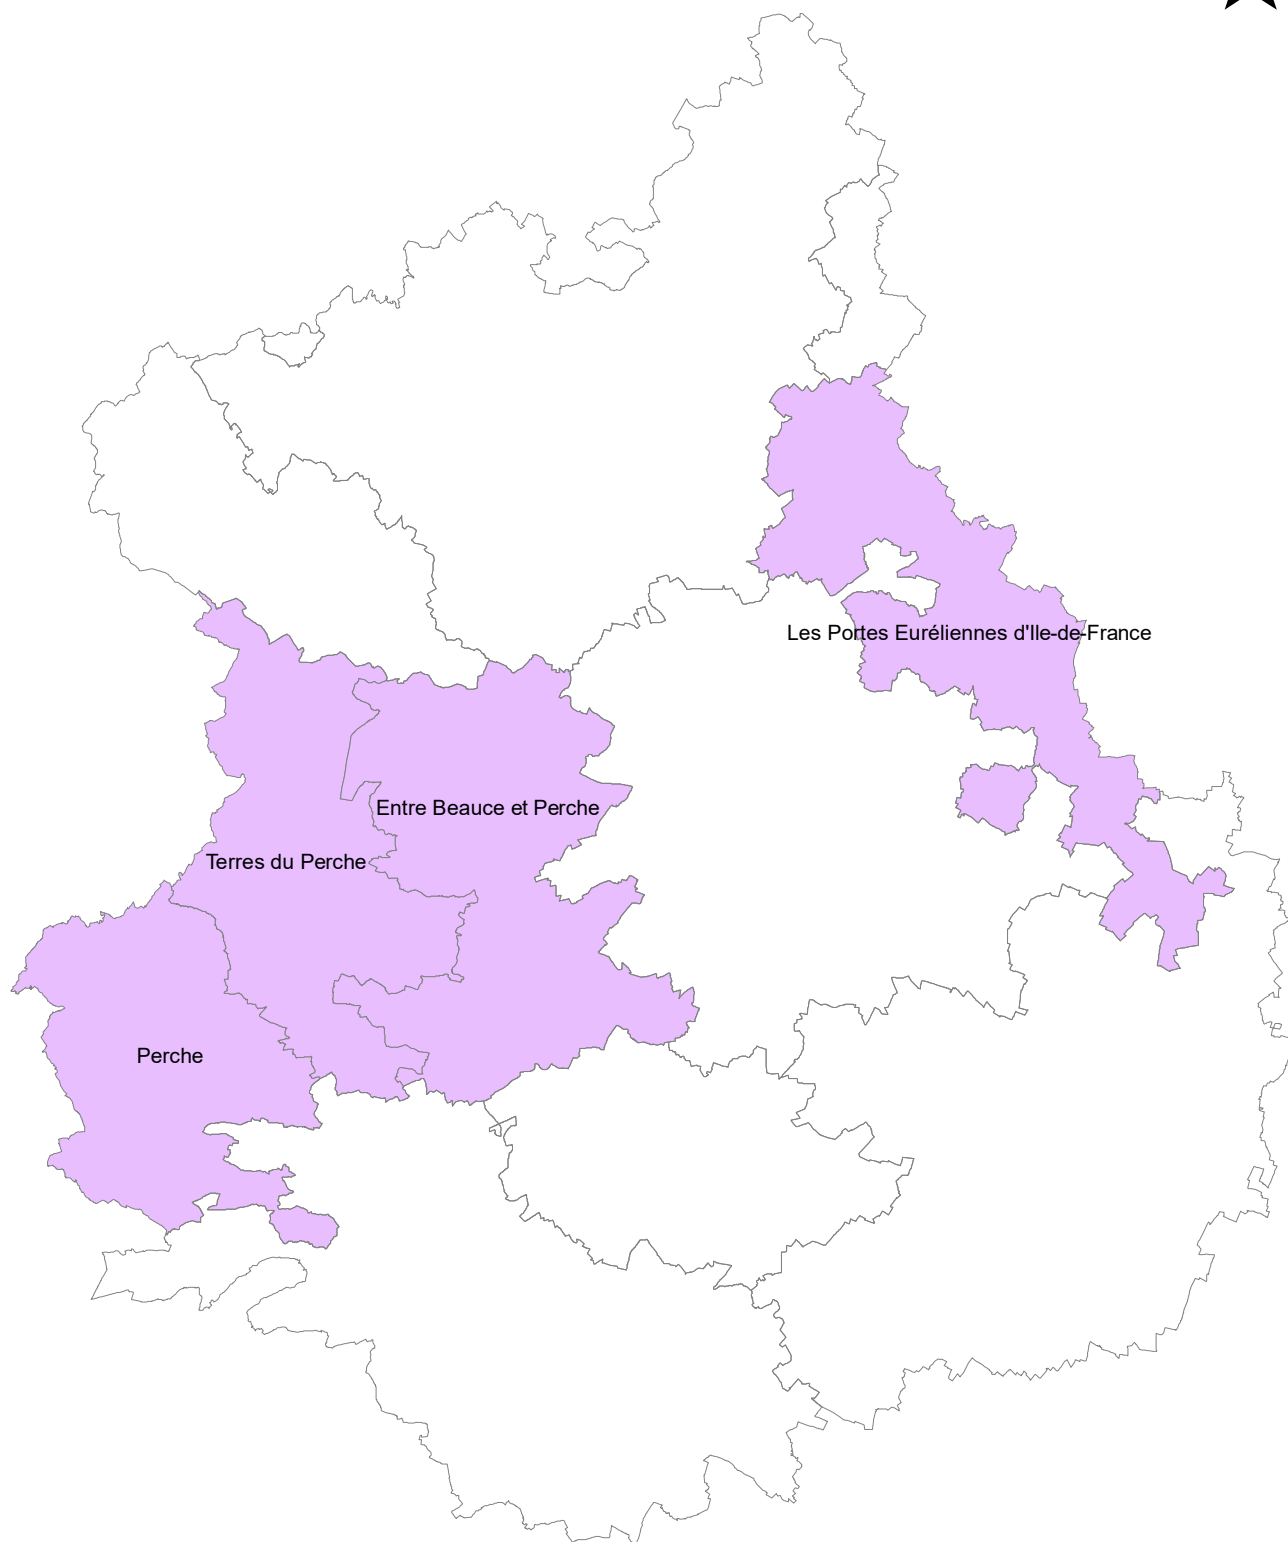 Les Portes Euréliennes d'Ile-de-France
Entre Beauce et Perche
Terres du Perche
Perche